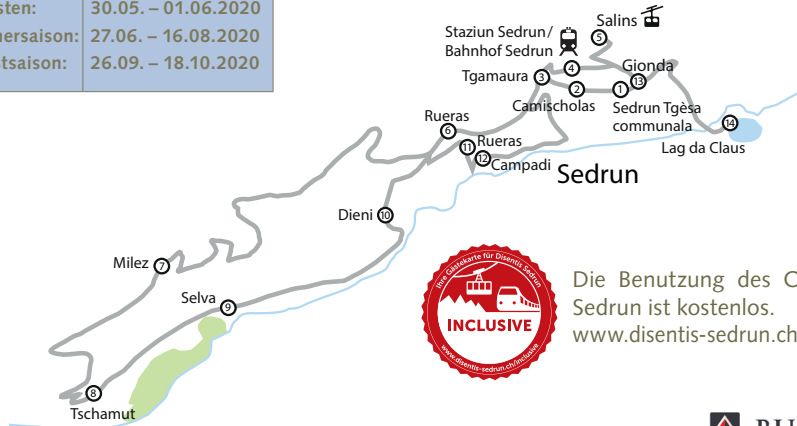 30.05. – 01.06.2020
27.06. – 16.08.2020
26.09. – 18.10.2020
Salins
5
Staziun Sedrun/
Bahnhof Sedrun
4
Gionda
13
Tgamaura
3
2
1
Camischolas
Sedrun Tgèsa
communala
14
Lag da Claus
Rueras
6
11
Rueras
12
Campadi
Sedrun
Dieni
10
Milez
7
Selva
9
8
Tschamut
Ihre Gästekarte für Disentis Sedrun
INCLUSIVE
www.disentis-sedrun.ch/inclusive
Die Benutzung des
Sedrun ist kostenlos.
www.disentis-sedrun.ch